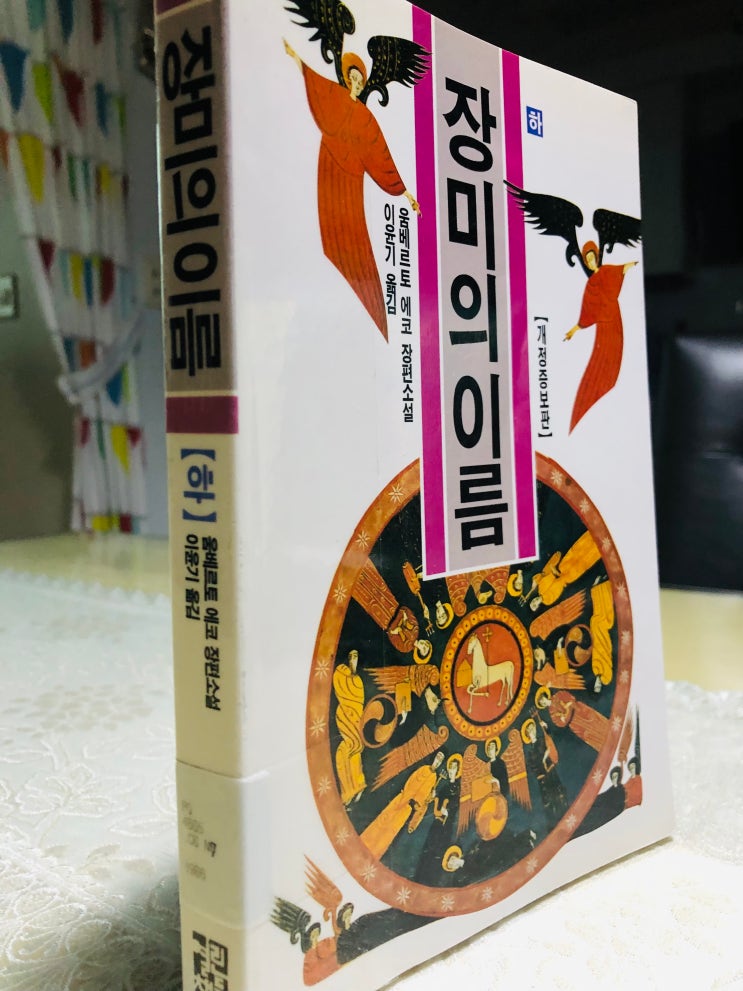 장미의 이름
【하】
움베르토 에코 장편소설
이윤기 옮김
하
장미의 이름
움베르토 에코 장편소설
이윤기 옮김
【개정증보판】